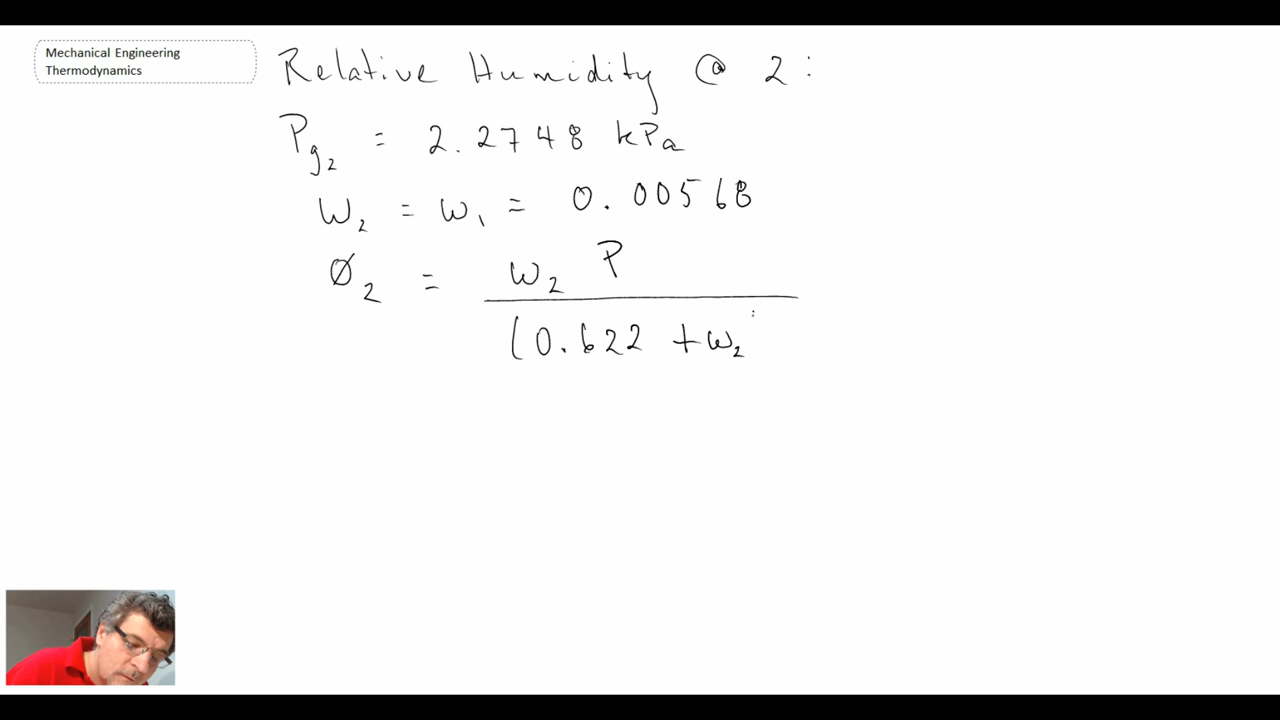 Mechanical Engineering
Thermodynamics
Relative Humidity @ 2 :
Pg2 = 2.2748 kPa
W2 = W1 = 0.00568
Ø2 = W2 P
(0.622 + W2